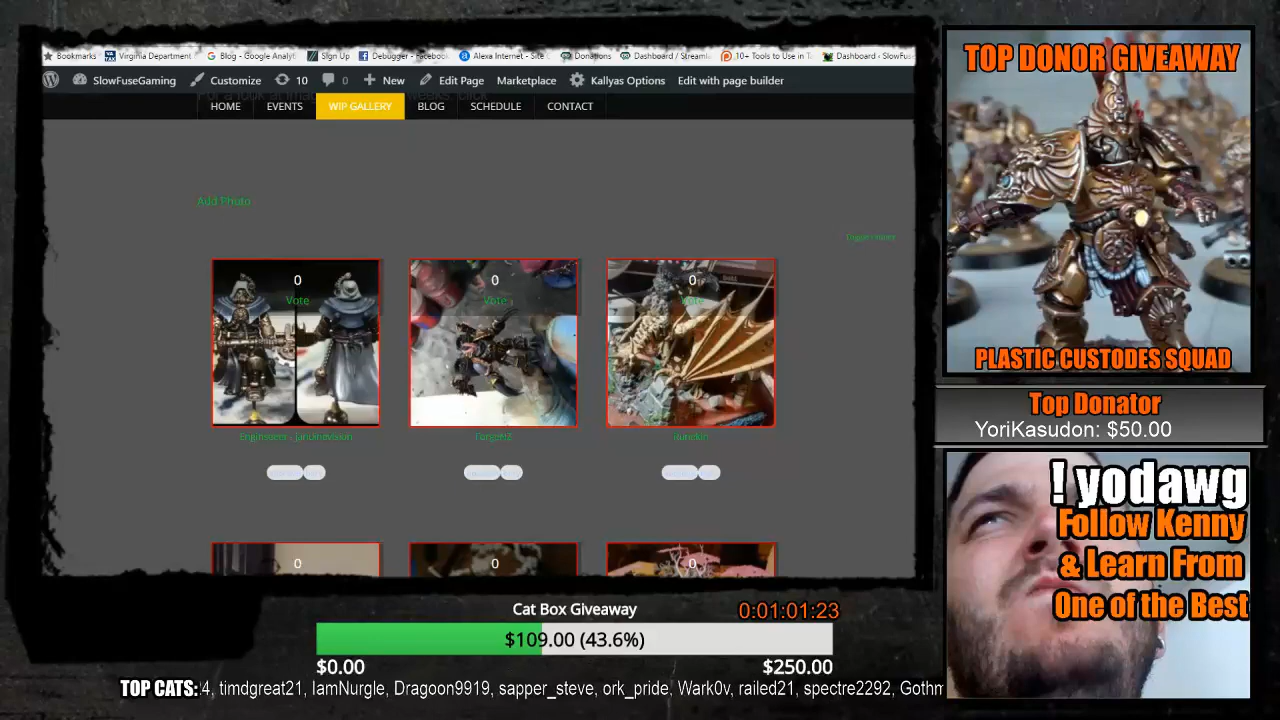 Bookmarks Virginia Department Blog - Google Analyt Sign Up Debugger - Facebook Alexa Internet - Site Donations Dashboard / Streamla 10+ Tools to Use in T Dashboard ‹ SlowFus
SlowFuseGaming Customize 10 0 New Edit Page Marketplace Kallyas Options Edit with page builder
HOME EVENTS WIP GALLERY BLOG SCHEDULE CONTACT
Add Photo
0 0 0
Vote Vote Vote
0 0 0
TOP DONOR GIVEAWAY
PLASTIC CUSTODES SQUAD
Top Donator
YoriKasudon: $50.00
! yodawg
Follow Kenny
& Learn From
One of the Best
Cat Box Giveaway 0:01:01:23
$109.00 (43.6%)
$0.00 $250.00
TOP CATS: 4, timdgreat21, IamNurgle, Dragoon9919, sapper_steve, ork_pride, Wark0v, railed21, spectre2292, Gothm